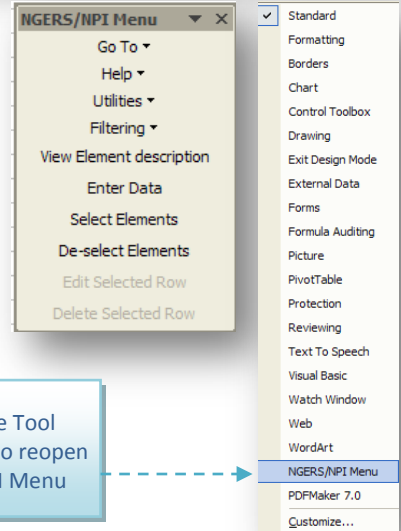 NGERS/NPI Menu
Go To
Help
Utilities
Filtering
View Element description
Enter Data
Select Elements
De-select Elements
Edit Selected Row
Delete Selected Row
Standard
Formatting
Borders
Chart
Control Toolbox
Drawing
Exit Design Mode
External Data
Forms
Formula Auditing
Picture
PivotTable
Protection
Reviewing
Text To Speech
Visual Basic
Watch Window
Web
WordArt
NGERS/NPI Menu
PDFMaker 7.0
Customize...
Tool
reopen
Menu